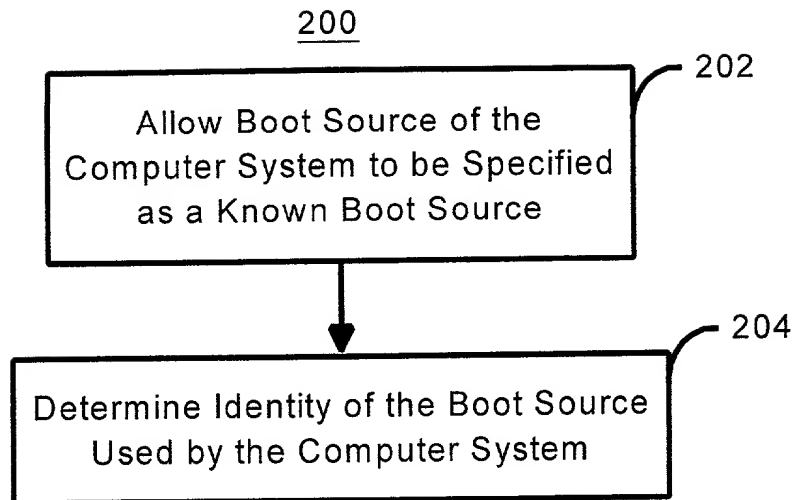 200
202
Allow Boot Source of the
Computer System to be Specified
as a Known Boot Source
204
Determine Identity of the Boot Source
Used by the Computer System